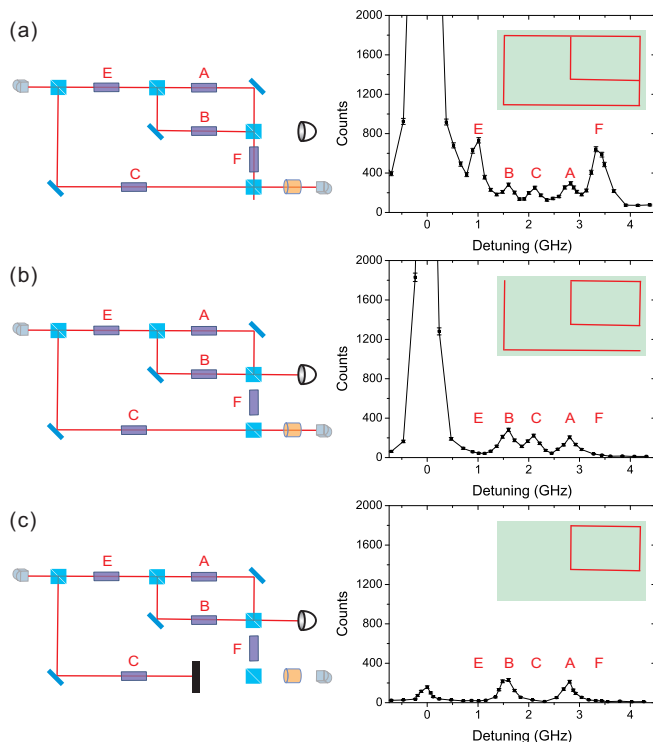 (a)
E
A
B
F
C
2000
1600
1200
800
400
0
Counts
E
B
C
A
F
0 1 2 3 4
Detuning (GHz)
(b)
E
A
B
F
C
2000
1600
1200
800
400
0
Counts
E B C A F
0 1 2 3 4
Detuning (GHz)
(c)
E
A
B
F
C
2000
1600
1200
800
400
0
Counts
E B C A F
0 1 2 3 4
Detuning (GHz)